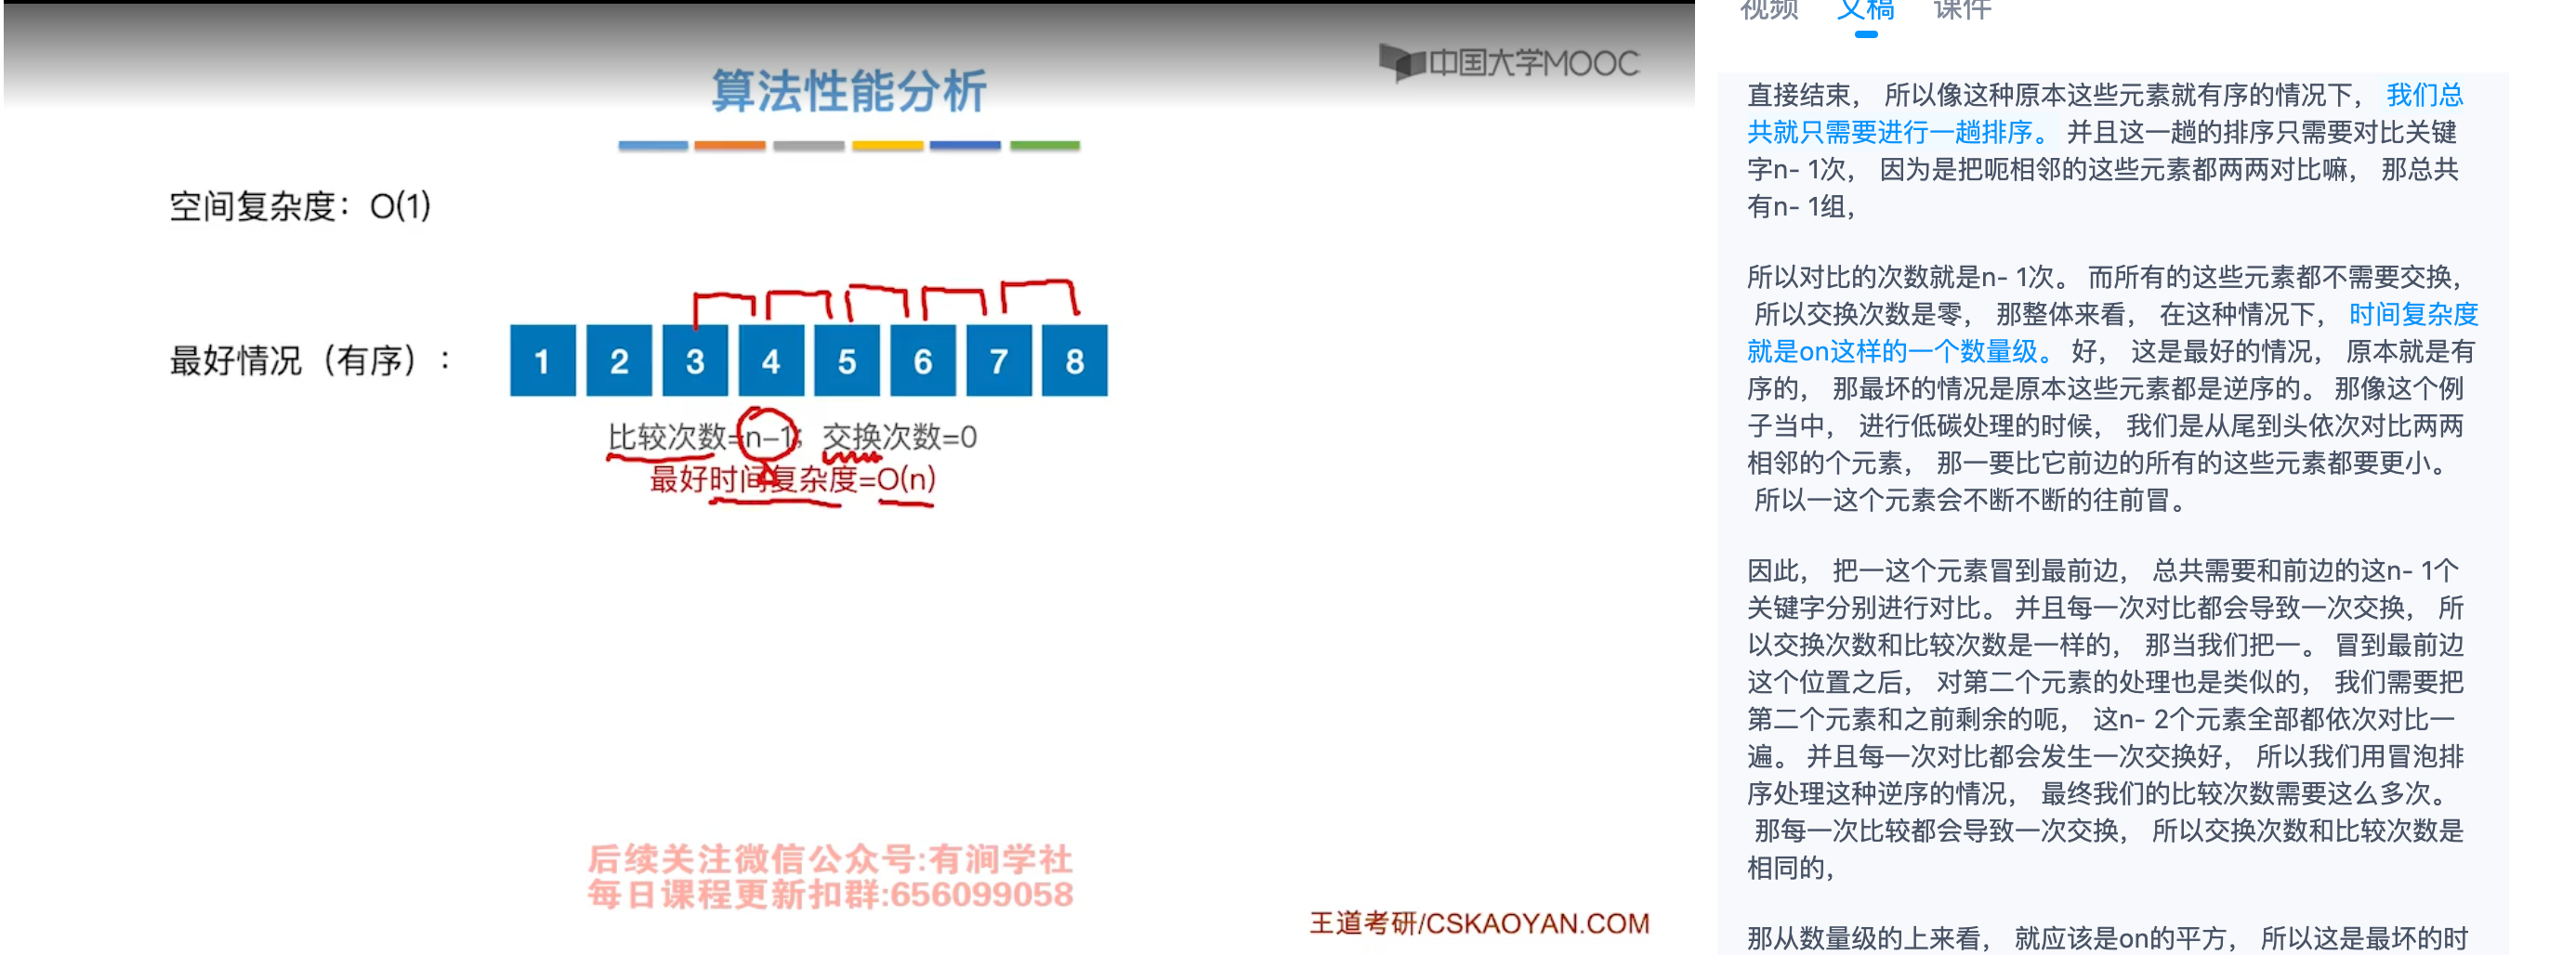 中国大学MOOC
算法性能分析
空间复杂度：O(1)
最好情况（有序）：
1 2 3 4 5 6 7 8
比较次数=n-1；交换次数=0
最好时间复杂度=O(n)
后续关注微信公众号:有涧学社
每日课程更新扣群:656099058
王道考研/CSKAOYAN.COM
视频 文稿 课件
直接结束， 所以像这种原本这些元素就有序的情况下， 我们总
共就只需要进行一趟排序。 并且这一趟的排序只需要对比关键
字n- 1次， 因为是把呃相邻的这些元素都两两对比嘛， 那总共
有n- 1组，
所以对比的次数就是n- 1次。 而所有的这些元素都不需要交换，
所以交换次数是零， 那整体来看， 在这种情况下， 时间复杂度
就是on这样的一个数量级。 好， 这是最好的情况， 原本就是有
序的， 那最坏的情况是原本这些元素都是逆序的。 那像这个例
子当中， 进行低碳处理的时候， 我们是从尾到头依次对比两两
相邻的个元素， 那一要比它前边的所有的这些元素都要更小。
所以一这个元素会不断不断的往前冒。
因此， 把一这个元素冒到最前边， 总共需要和前边的这n- 1个
关键字分别进行对比。 并且每一次对比都会导致一次交换， 所
以交换次数和比较次数是一样的， 那当我们把一。 冒到最前边
这个位置之后， 对第二个元素的处理也是类似的， 我们需要把
第二个元素和之前剩余的呃， 这n- 2个元素全部都依次对比一
遍。 并且每一次对比都会发生一次交换好， 所以我们用冒泡排
序处理这种逆序的情况， 最终我们的比较次数需要这么多次。
那每一次比较都会导致一次交换， 所以交换次数和比较次数是
相同的，
那从数量级的上来看， 就应该是on的平方， 所以这是最坏的时